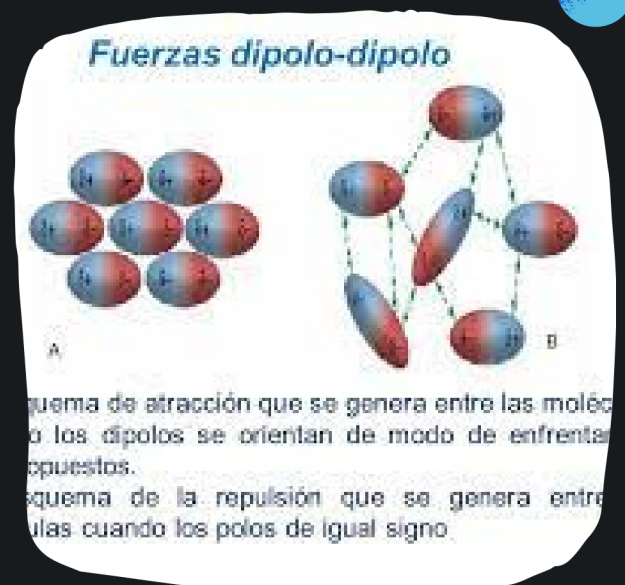 Fuerzas dipolo-dipolo
A
B
quema de atracción que se genera entre las moléc
o los dipolos se orientan de modo de enfrentar
opuestos.
squema de la repulsión que se genera entre
ulas cuando los polos de igual signo